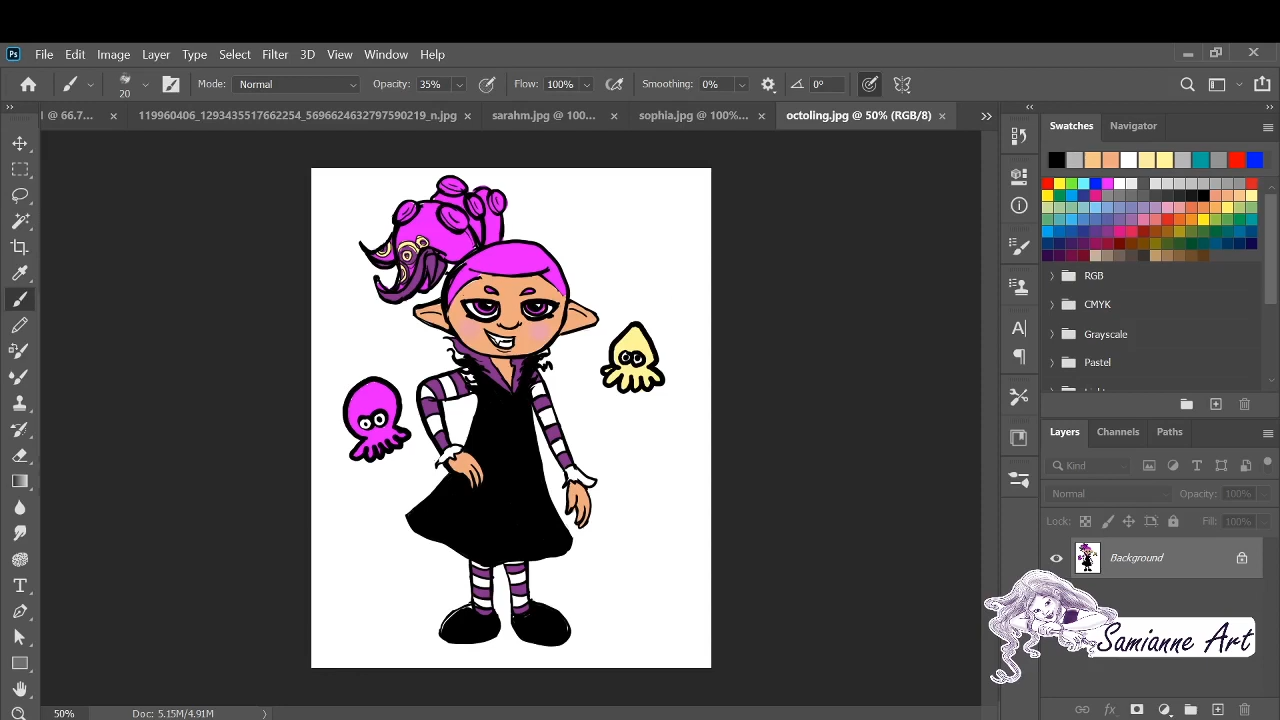 Ps File Edit Image Layer Type Select Filter 3D View Window Help
20 Mode: Normal Opacity: 35% Flow: 100% Smoothing: 0% 0°
l @ 66.7... 119960406_1293435517662254_5696624632797590219_n.jpg sarahm.jpg @ 100... sophia.jpg @ 100%... octoling.jpg @ 50% (RGB/8)
Swatches Navigator
RGB
CMYK
Grayscale
Pastel
Layers Channels Paths
Kind
Normal Opacity: 100%
Lock: Fill: 100%
Background
Samianne Art
50% Doc: 5.15M/4.91M